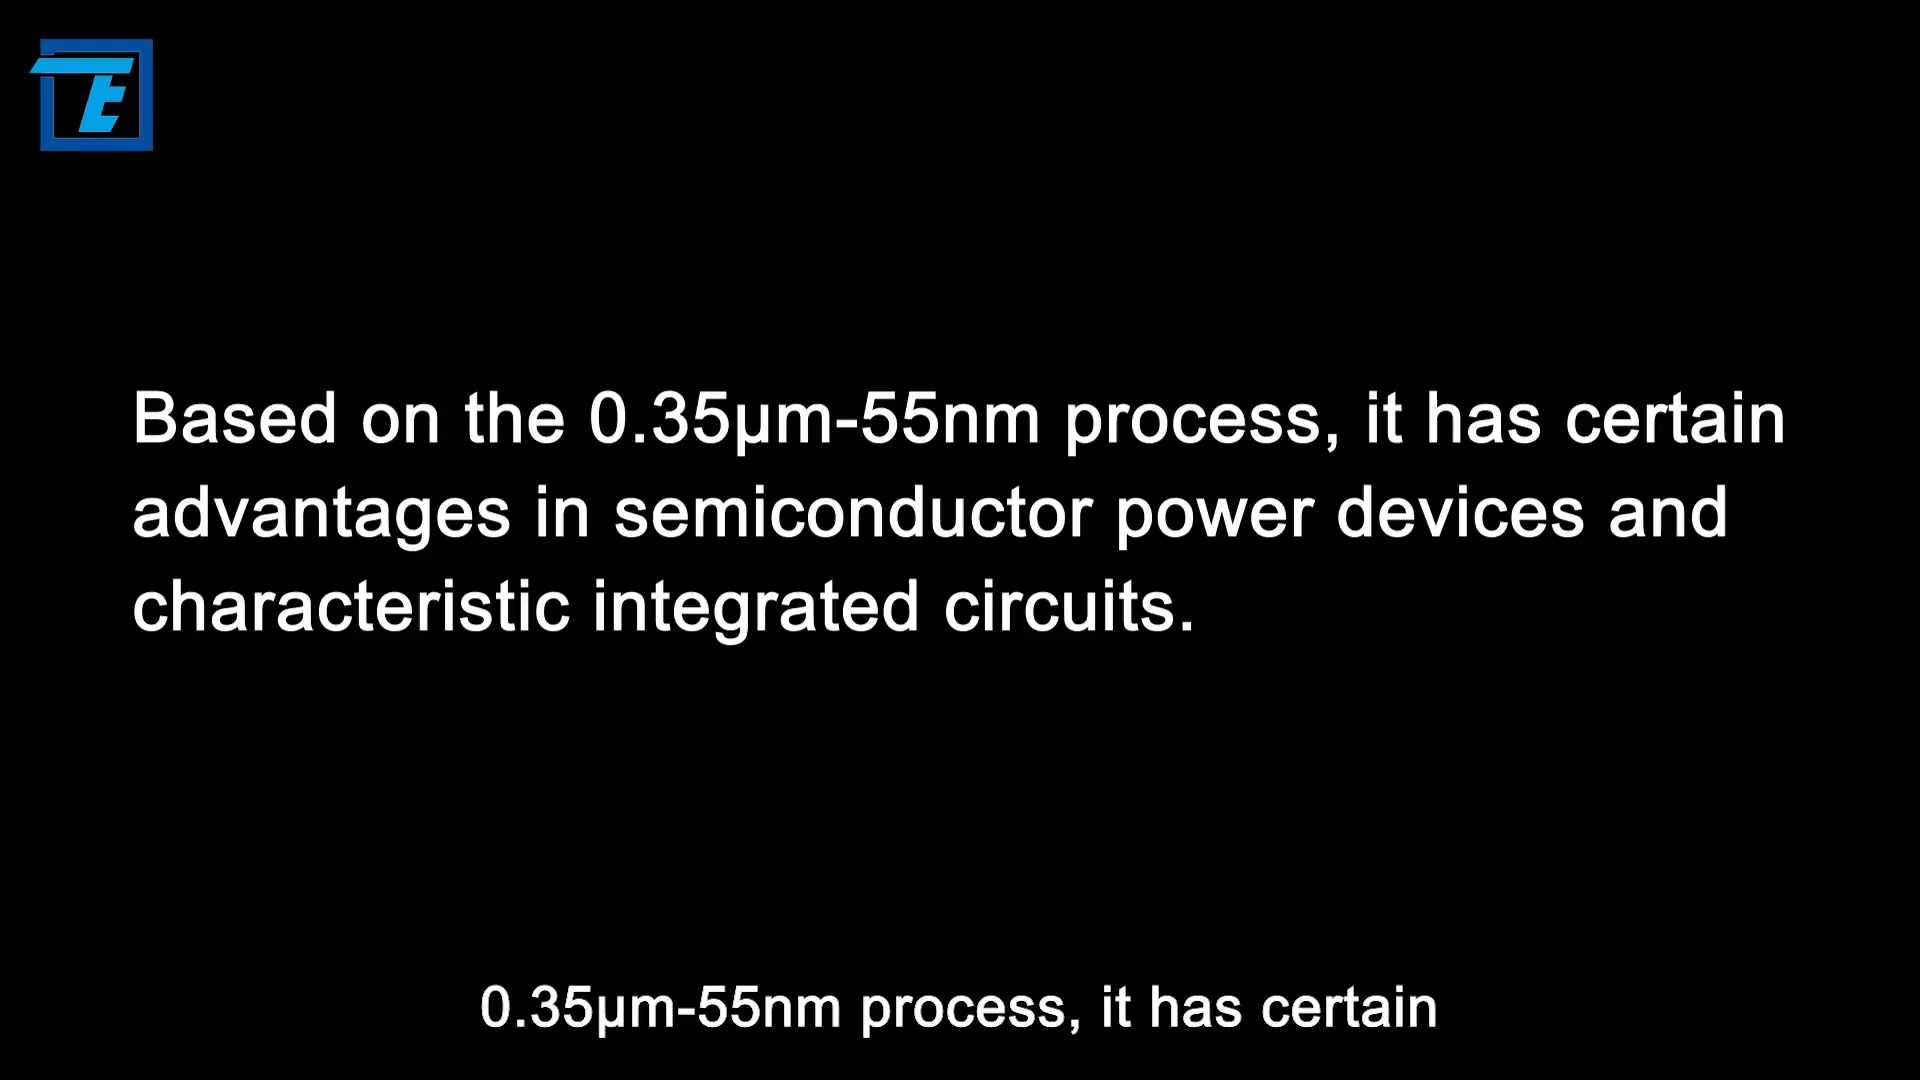 TE
Based on the 0.35μm-55nm process, it has certain
advantages in semiconductor power devices and
characteristic integrated circuits.
0.35μm-55nm process, it has certain